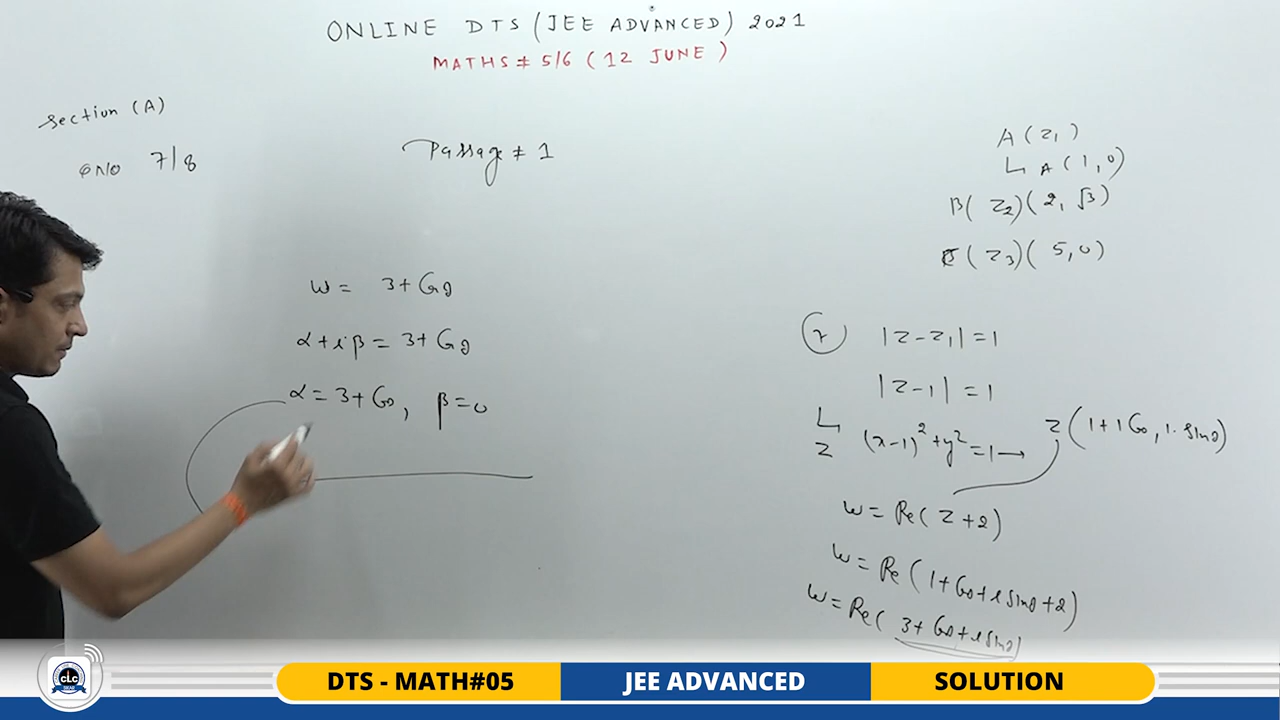 ONLINE DTS (JEE ADVANCED) 2021
MATHS # 5/6 (12 JUNE )
Section (A)
QNO 7/8
Passage # 1
A(z₁)
A(1,0)
B(z₂)(2,√3)
C(z₃)(5,0)
w = 3+Cosθ
α+iβ = 3+Cosθ
α = 3+Cosθ, β=0
7 |z-z₁|=1
|z-1|=1
z (x-1)²+y²=1→ z(1+1Cosθ, 1·sinθ)
w = Re(z+2)
w = Re(1+Cosθ+isinθ+2)
w = Re(3+Cosθ+isinθ)
CLC
SIKAR
DTS - MATH#05 JEE ADVANCED SOLUTION